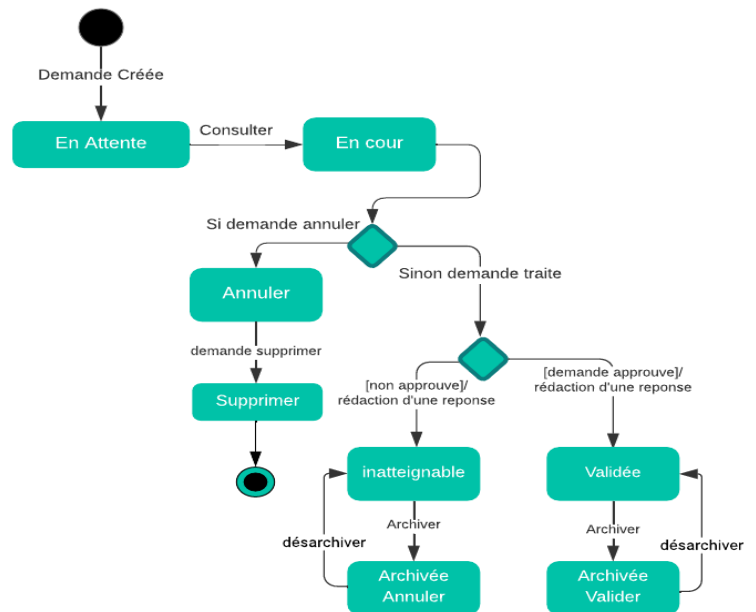 Demande Créée
En Attente
Consulter
En cour
Si demande annuler
Sinon demande traite
Annuler
demande supprimer
Supprimer
[non approuve]/
rédaction d'une reponse
[demande approuve]/
rédaction d'une reponse
inatteignable
Validée
Archiver
Archiver
désarchiver
désarchiver
Archivée
Annuler
Archivée
Valider